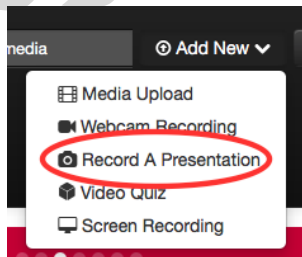 media
Add New
Media Upload
Webcam Recording
Record A Presentation
Video Quiz
Screen Recording